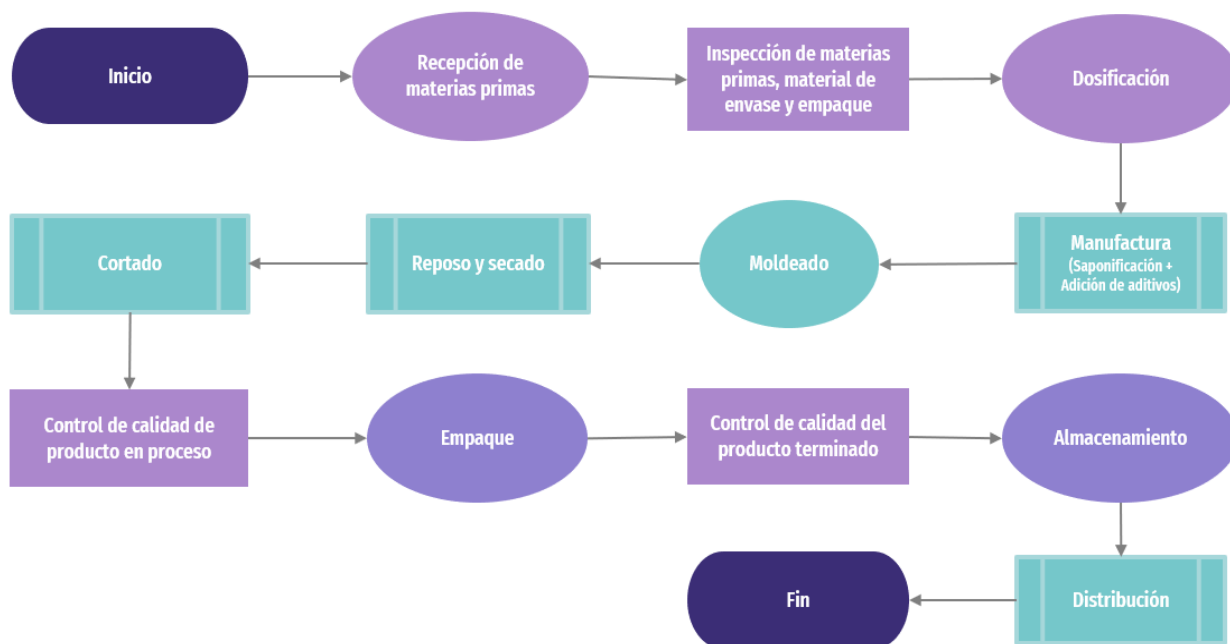 Inicio
Recepción de
materias primas
Inspección de materias
primas, material de
envase y empaque
Dosificación
Manufactura
(Saponificación +
Adición de aditivos)
Moldeado
Reposo y secado
Cortado
Control de calidad de
producto en proceso
Empaque
Control de calidad del
producto terminado
Almacenamiento
Distribución
Fin